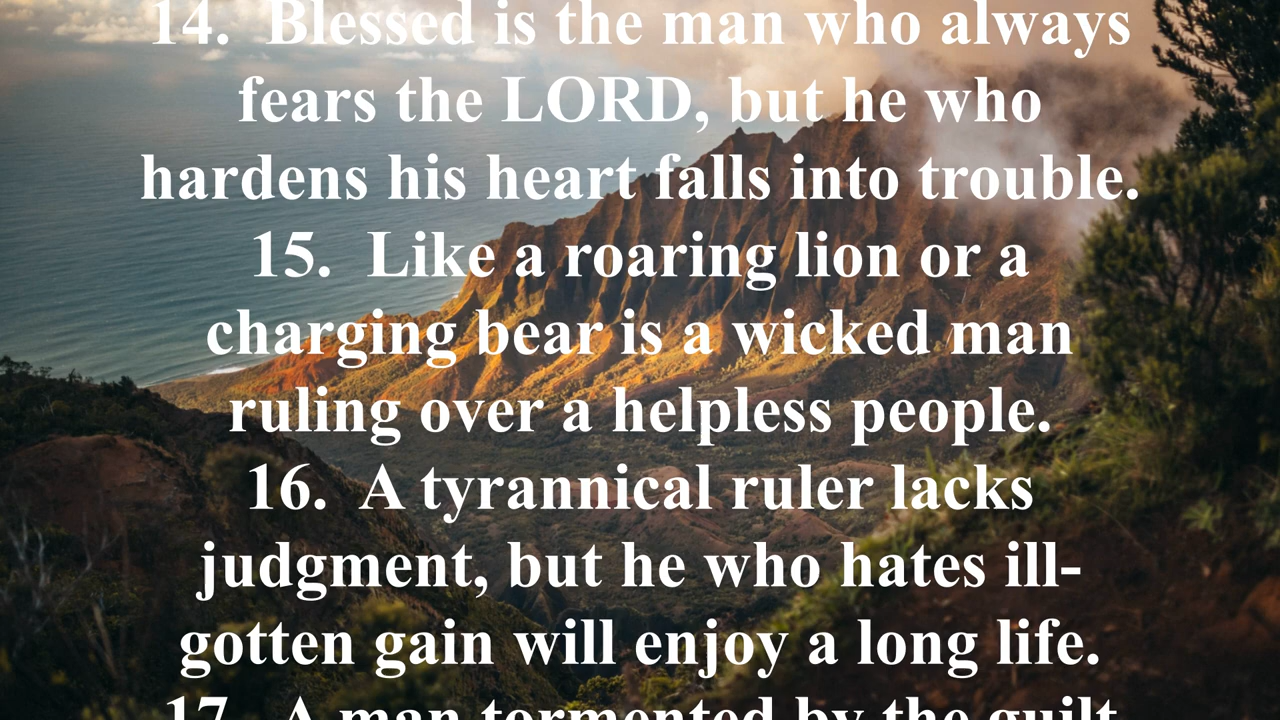 14.  Blessed is the man who always
fears the LORD, but he who
hardens his heart falls into trouble.
15.  Like a roaring lion or a
charging bear is a wicked man
ruling over a helpless people.
16.  A tyrannical ruler lacks
judgment, but he who hates ill-
gotten gain will enjoy a long life.
17.  A man tormented by the guilt